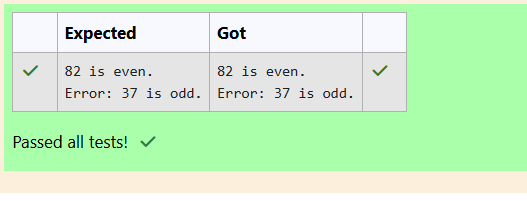 Expected Got
82 is even. 82 is even.
Error: 37 is odd. Error: 37 is odd.
Passed all tests!